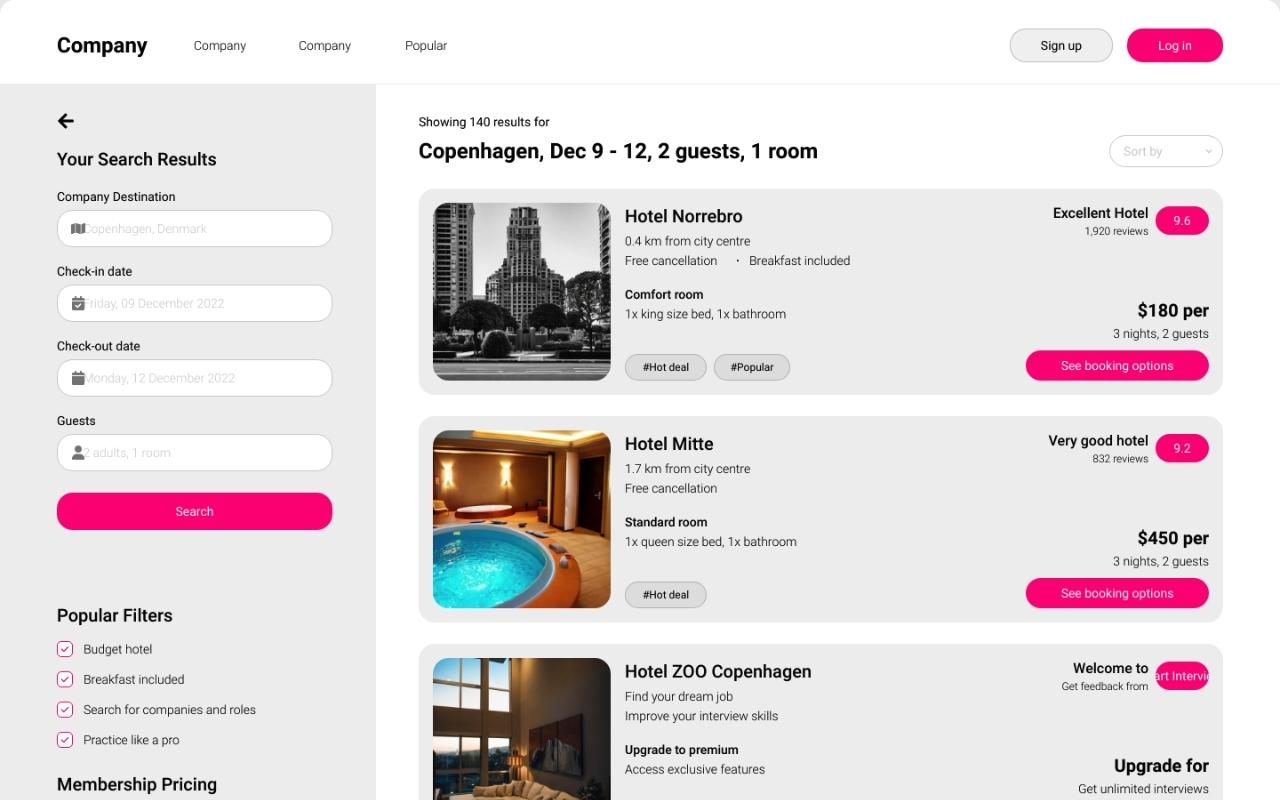 Company
Company
Company
Popular
Sign up
Log in
Your Search Results
Company Destination
Copenhagen, Denmark
Check-in date
Friday, 09 December 2022
Check-out date
Monday, 12 December 2022
Guests
2 adults, 1 room
Search
Popular Filters
Budget hotel
Breakfast included
Search for companies and roles
Practice like a pro
Membership Pricing
Showing 140 results for
Copenhagen, Dec 9 - 12, 2 guests, 1 room
Sort by
Hotel Norrebro
0.4 km from city centre
Free cancellation · Breakfast included
Comfort room
1x king size bed, 1x bathroom
#Hot deal
#Popular
Excellent Hotel
1,920 reviews
9.6
$180 per
3 nights, 2 guests
See booking options
Hotel Mitte
1.7 km from city centre
Free cancellation
Standard room
1x queen size bed, 1x bathroom
#Hot deal
Very good hotel
832 reviews
9.2
$450 per
3 nights, 2 guests
See booking options
Hotel ZOO Copenhagen
Find your dream job
Improve your interview skills
Upgrade to premium
Access exclusive features
Welcome to
Get feedback from
art Intervie
Upgrade for
Get unlimited interviews